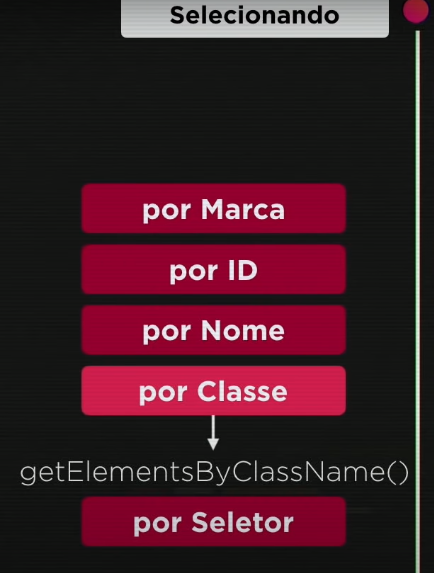 Selecionando
por Marca
por ID
por Nome
por Classe
getElementsByClassName()
por Seletor